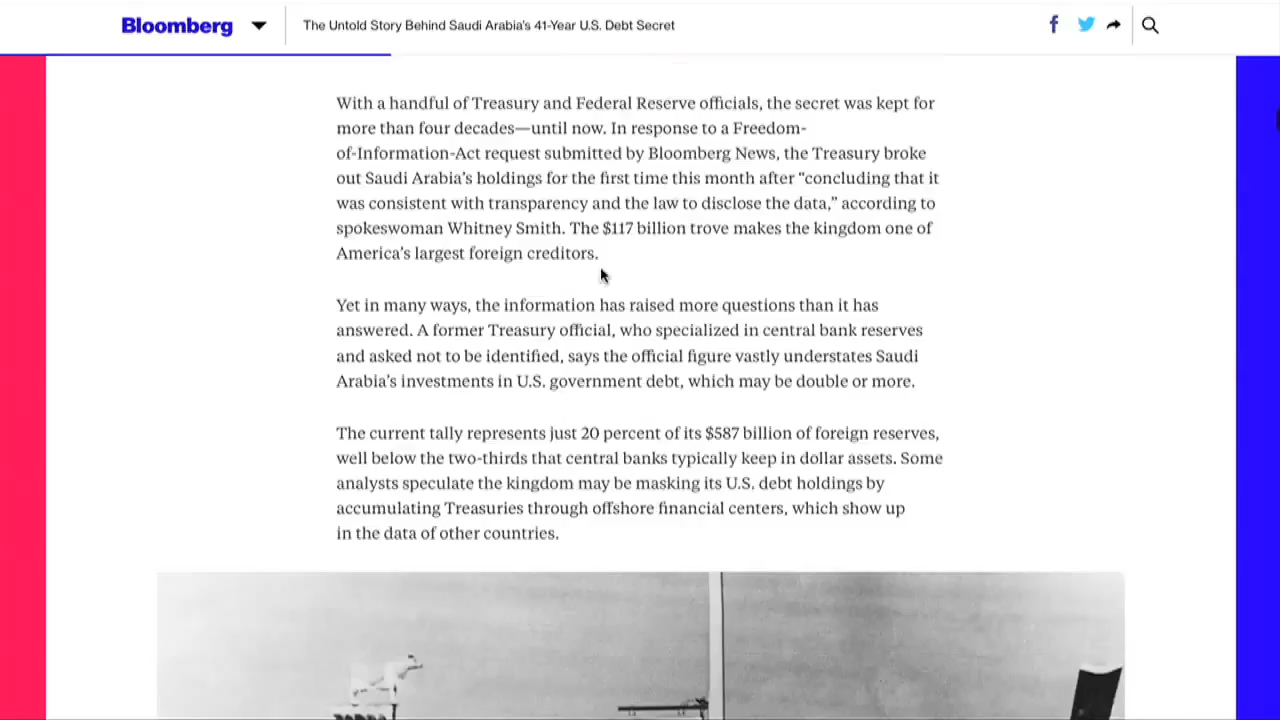 Bloomberg
The Untold Story Behind Saudi Arabia's 41-Year U.S. Debt Secret
With a handful of Treasury and Federal Reserve officials, the secret was kept for
more than four decades—until now. In response to a Freedom-
of-Information-Act request submitted by Bloomberg News, the Treasury broke
out Saudi Arabia's holdings for the first time this month after “concluding that it
was consistent with transparency and the law to disclose the data,” according to
spokeswoman Whitney Smith. The $117 billion trove makes the kingdom one of
America's largest foreign creditors.
Yet in many ways, the information has raised more questions than it has
answered. A former Treasury official, who specialized in central bank reserves
and asked not to be identified, says the official figure vastly understates Saudi
Arabia's investments in U.S. government debt, which may be double or more.
The current tally represents just 20 percent of its $587 billion of foreign reserves,
well below the two-thirds that central banks typically keep in dollar assets. Some
analysts speculate the kingdom may be masking its U.S. debt holdings by
accumulating Treasuries through offshore financial centers, which show up
in the data of other countries.